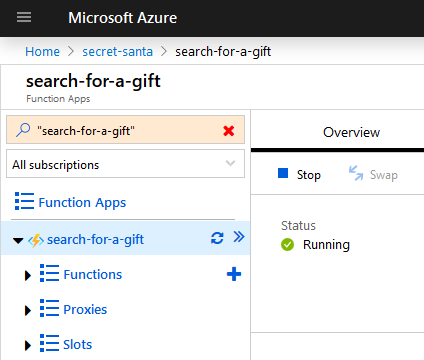 Microsoft Azure
Home > secret-santa > search-for-a-gift
search-for-a-gift
Function Apps
"search-for-a-gift"
All subscriptions
Function Apps
search-for-a-gift
Functions
Proxies
Slots
Overview
Stop Swap
Status
Running